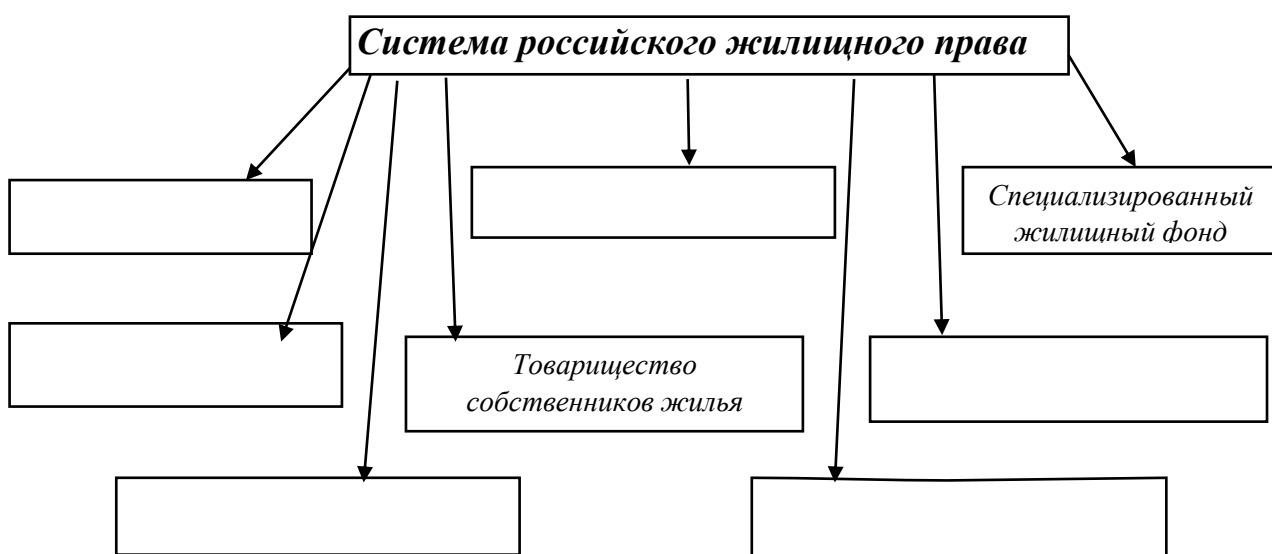 Система российского жилищного права
Специализированный
жилищный фонд
Товарищество
собственников жилья